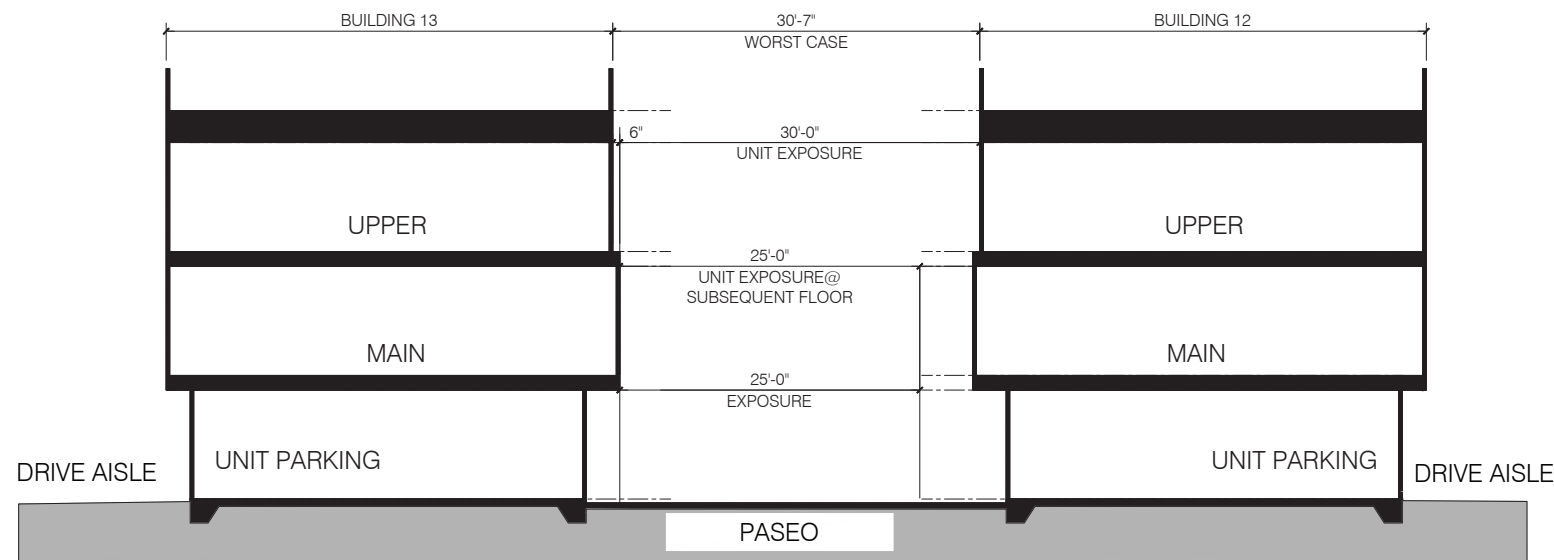 BUILDING 13
30'-7"
BUILDING 12
WORST CASE
6"
30'-0"
UNIT EXPOSURE
UPPER
UPPER
25'-0"
UNIT EXPOSURE@
SUBSEQUENT FLOOR
MAIN
MAIN
25'-0"
EXPOSURE
DRIVE AISLE
UNIT PARKING
UNIT PARKING
DRIVE AISLE
PASEO